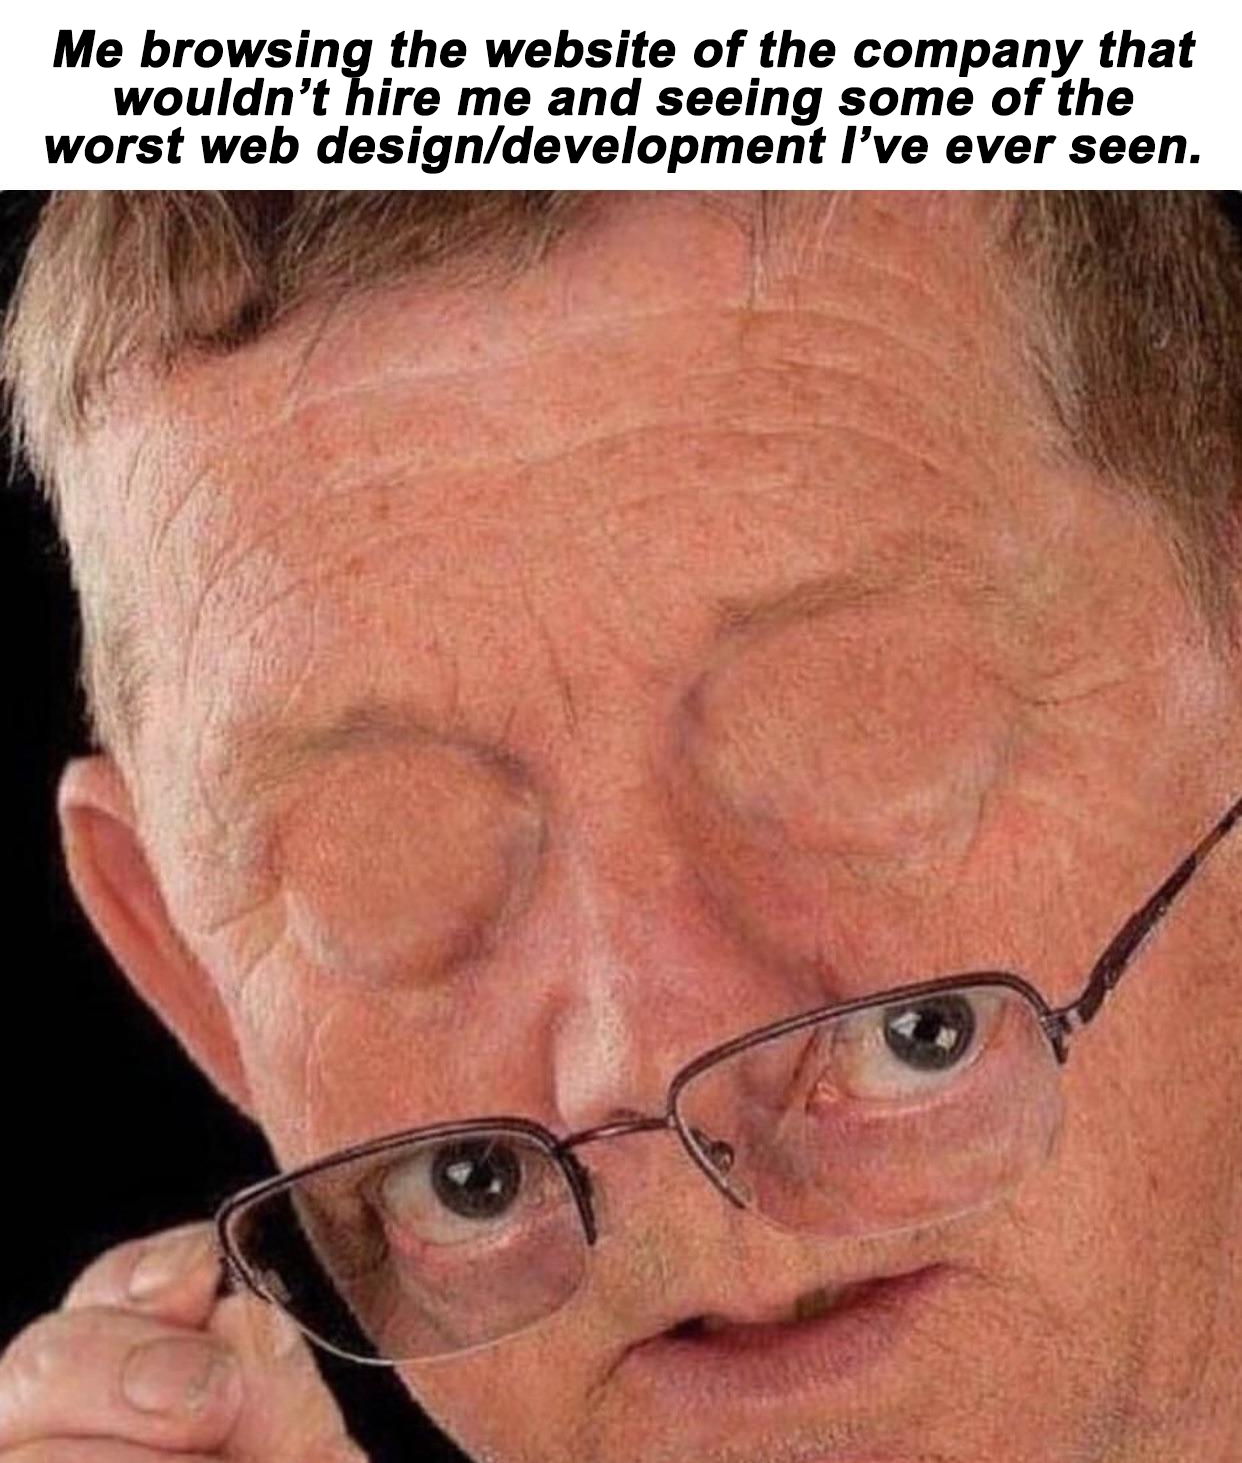 Me browsing the website of the company that
wouldn’t hire me and seeing some of the
worst web design/development I’ve ever seen.